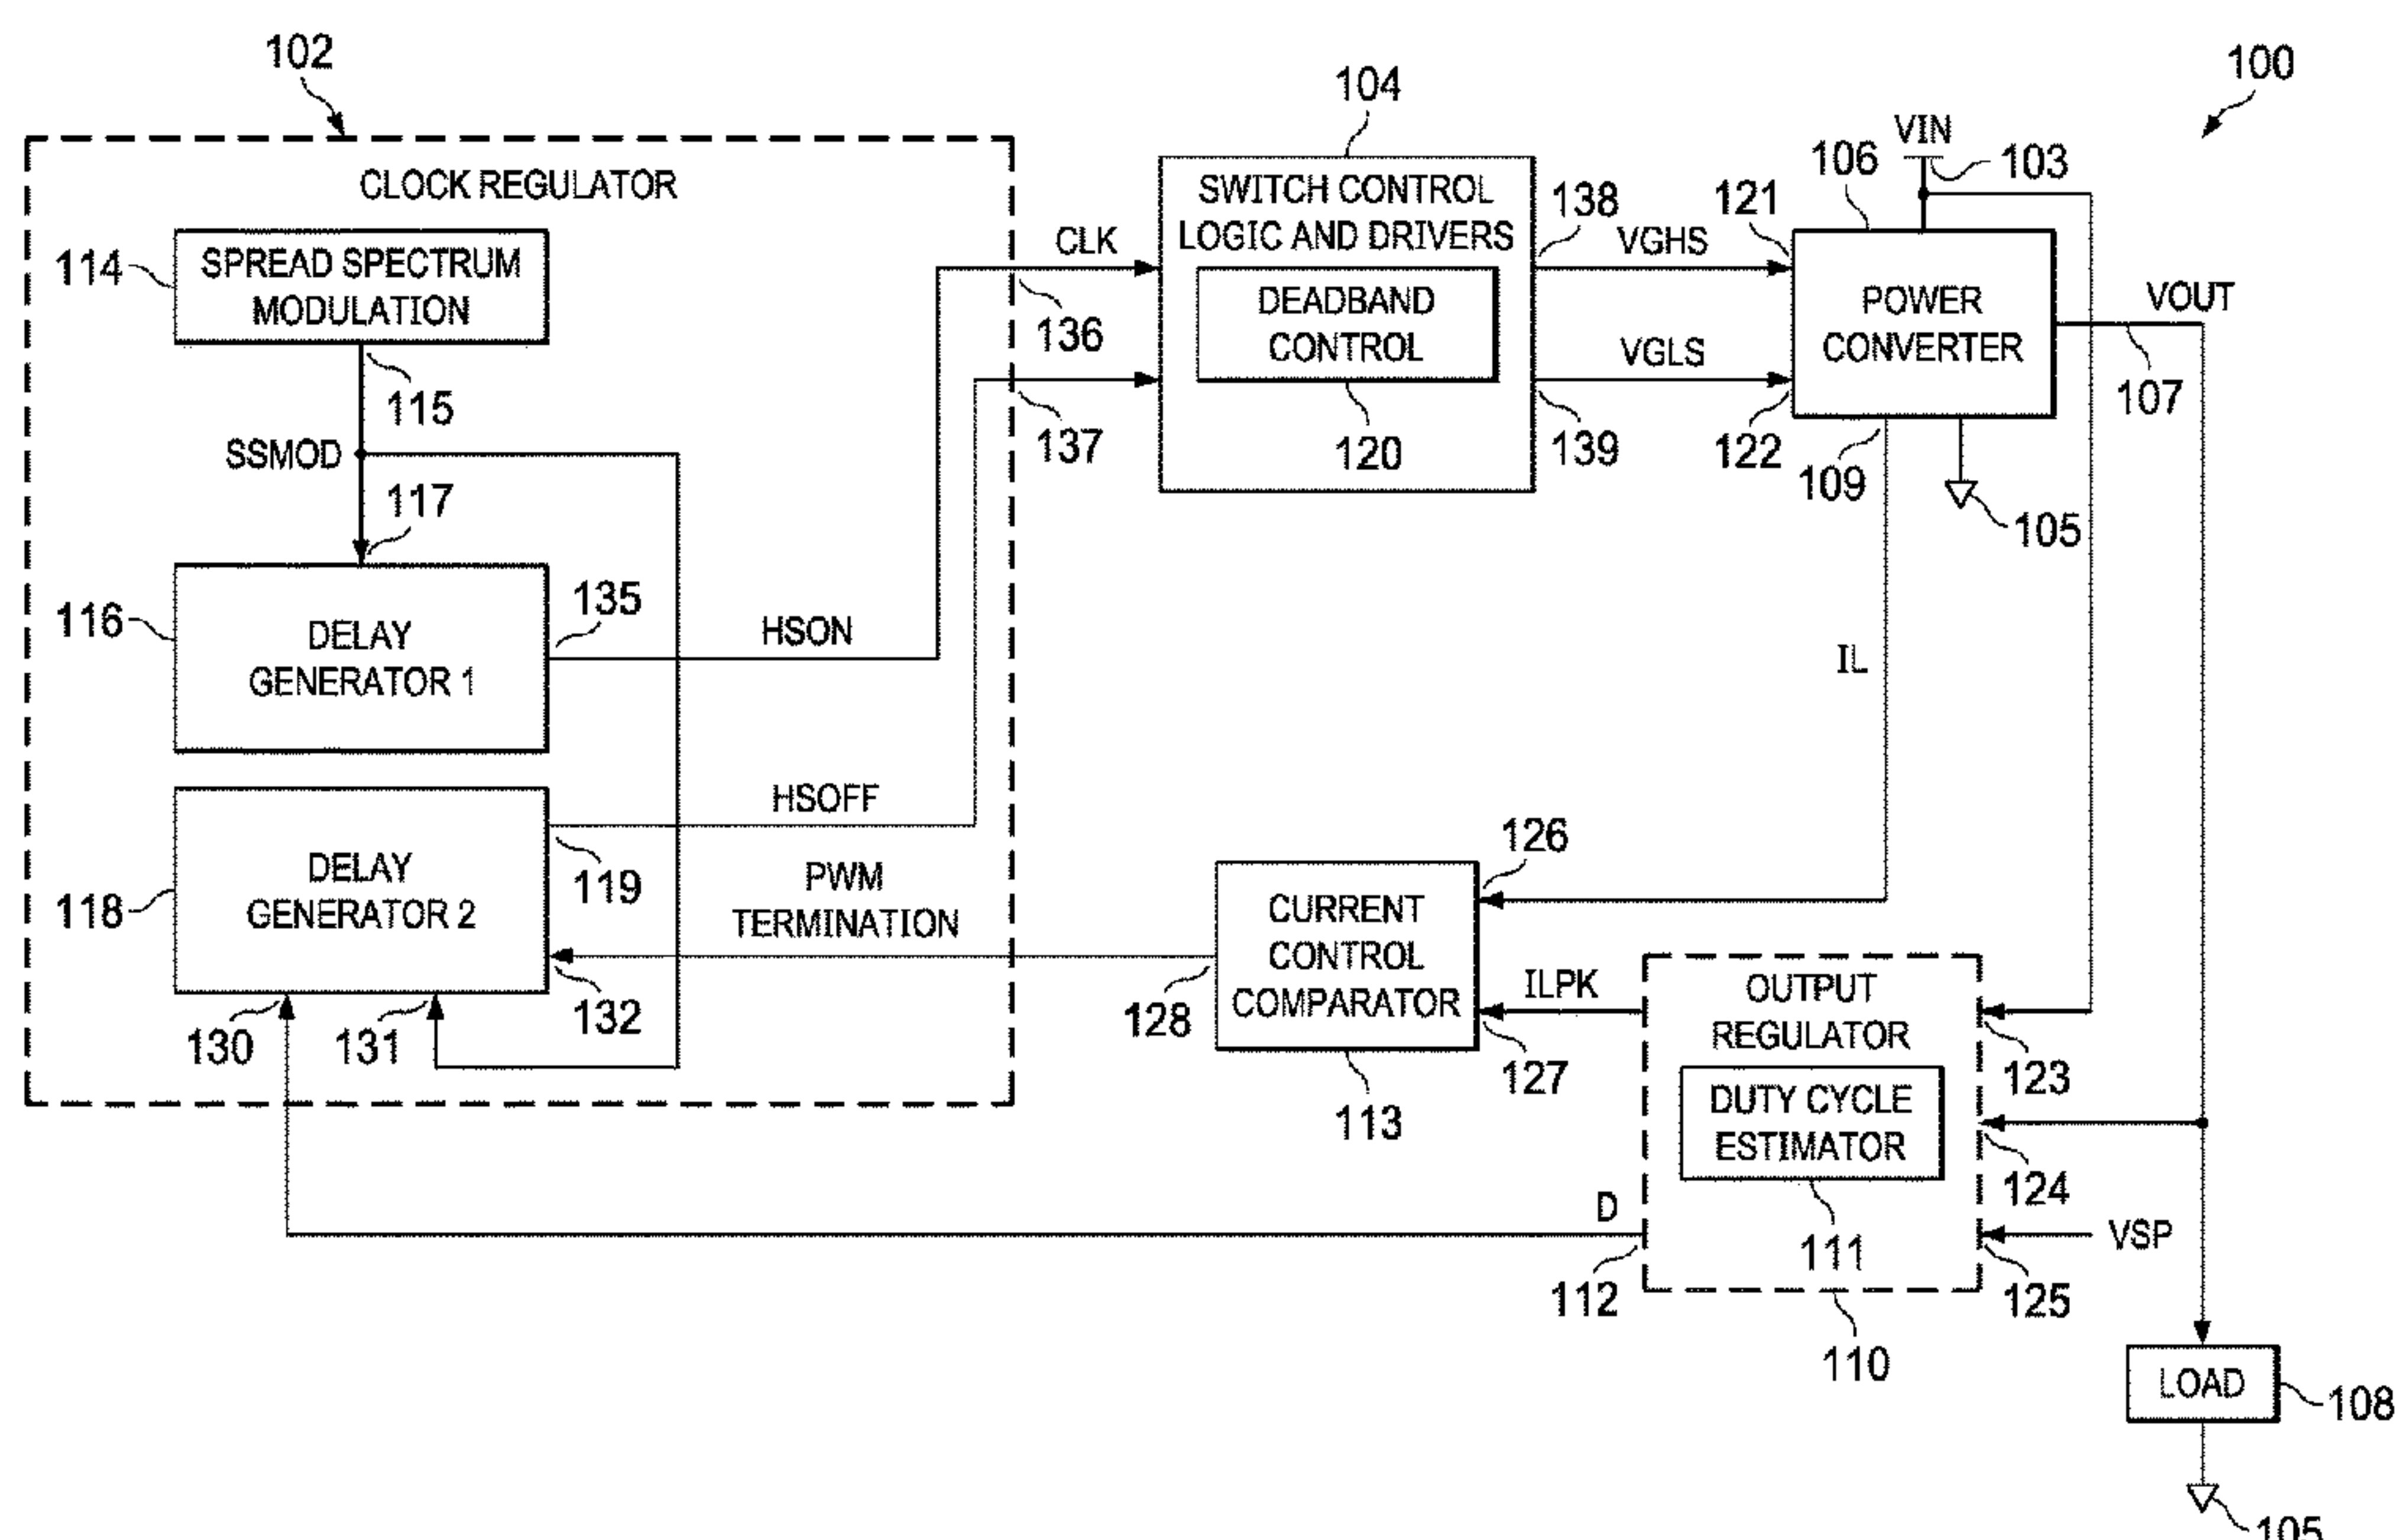 102
104
100
VIN
106
103
CLOCK REGULATOR
SWITCH CONTROL
LOGIC AND DRIVERS
138
121
114
SPREAD SPECTRUM
MODULATION
CLK
VGHS
DEADBAND
CONTROL
POWER
CONVERTER
VOUT
136
VGLS
115
137
107
SSMOD
120
139
122
109
117
105
116
DELAY
GENERATOR 1
135
HSON
IL
HSOFF
126
118
DELAY
GENERATOR 2
119
PWM
TERMINATION
CURRENT
CONTROL
COMPARATOR
ILPK
OUTPUT
REGULATOR
130
131
132
128
127
123
113
DUTY CYCLE
ESTIMATOR
124
D
111
VSP
112
125
110
LOAD
108
105